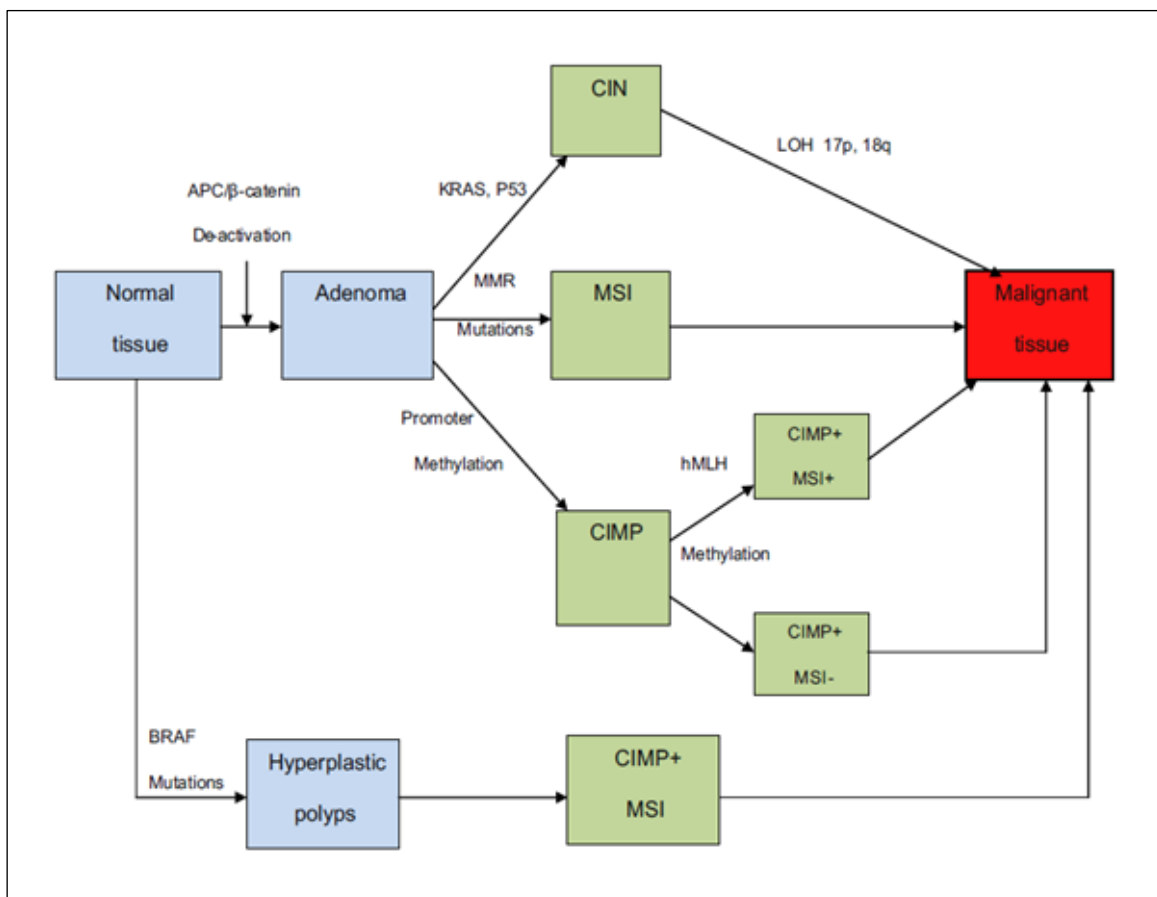 CIN
LOH 17p, 18q
KRAS, P53
APC/β-catenin
De-activation
Normal
tissue
Adenoma
MMR
Mutations
MSI
Malignant
tissue
Promoter
Methylation
hMLH
CIMP+
MSI+
CIMP
Methylation
CIMP+
MSI-
BRAF
Mutations
Hyperplastic
polyps
CIMP+
MSI